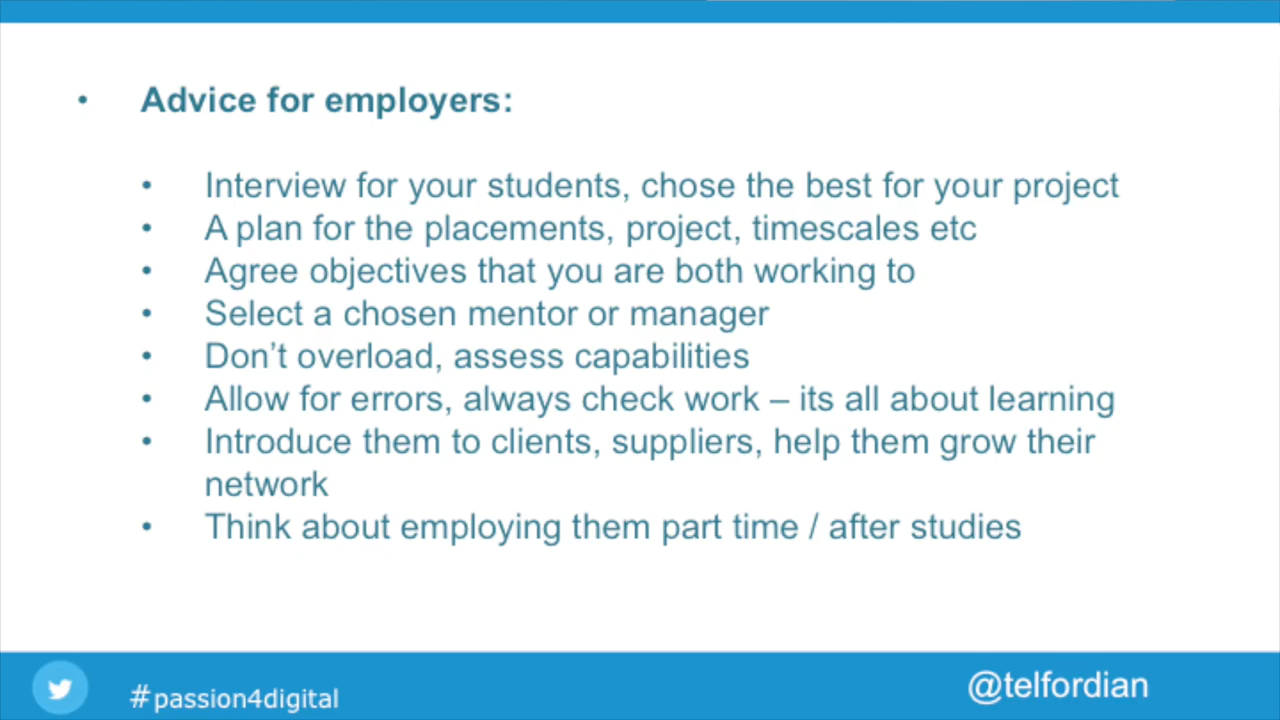 • Advice for employers:
• Interview for your students, chose the best for your project
• A plan for the placements, project, timescales etc
• Agree objectives that you are both working to
• Select a chosen mentor or manager
• Don’t overload, assess capabilities
• Allow for errors, always check work – its all about learning
• Introduce them to clients, suppliers, help them grow their
network
• Think about employing them part time / after studies
#passion4digital
@telfordian